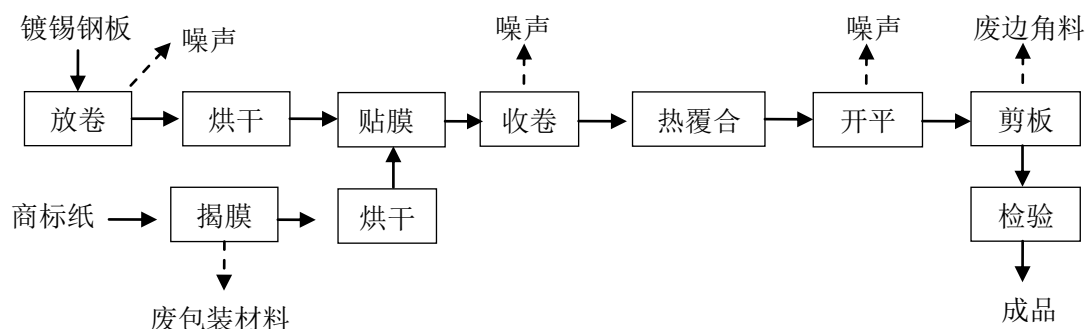 镀锡钢板
噪声
噪声
噪声
废边角料
放卷
烘干
贴膜
收卷
热覆合
开平
剪板
商标纸
揭膜
烘干
检验
废包装材料
成品